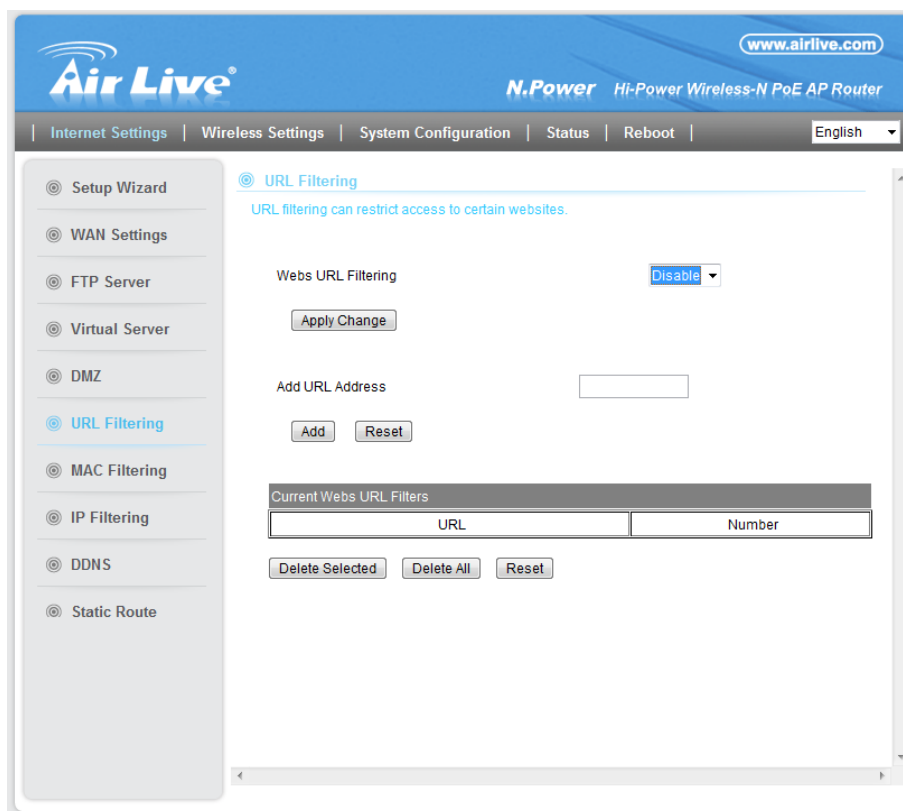 www.airlive.com
Air Live®
N.Power Hi-Power Wireless-N PoE AP Router
Internet Settings | Wireless Settings | System Configuration | Status | Reboot |
English
Setup Wizard
WAN Settings
FTP Server
Virtual Server
DMZ
URL Filtering
MAC Filtering
IP Filtering
DDNS
Static Route
URL Filtering
URL filtering can restrict access to certain websites.
Webs URL Filtering Disable
Apply Change
Add URL Address
Add Reset
Current Webs URL Filters
URL Number
Delete Selected Delete All Reset